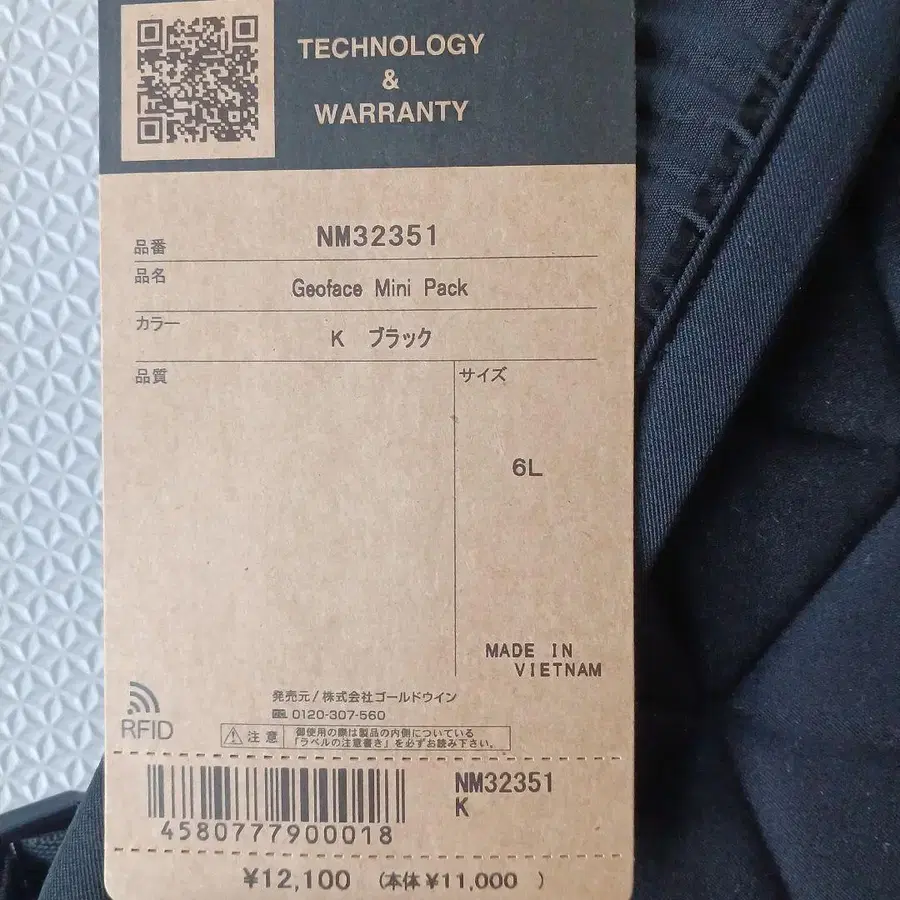 TECHNOLOGY
&
WARRANTY
品番 NM32351
品名 Geoface Mini Pack
カラー K ブラック
品質
サイズ
6L
MADE IN
VIETNAM
RFID
発売元/株式会社ゴールドウイン
0120-307-560
注意
御使用の際は製品の内側についている
「ラベルの注意書き」を必ずお読み下さい。
4580777900018
NM32351
K
¥12,100 (本体¥11,000 )